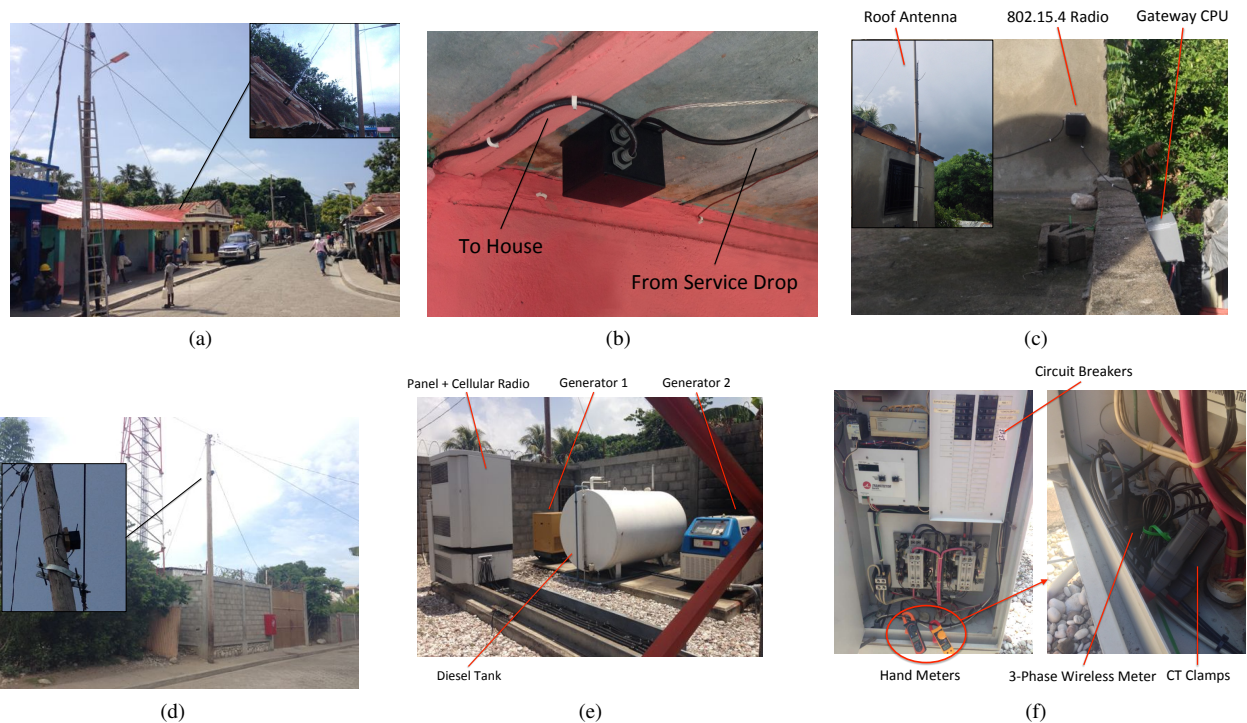 Roof Antenna
802.15.4 Radio
Gateway CPU
To House
From Service Drop
(a)
(b)
(c)
Panel + Cellular Radio
Generator 1
Generator 2
Circuit Breakers
Diesel Tank
Hand Meters
3-Phase Wireless Meter
CT Clamps
(d)
(e)
(f)